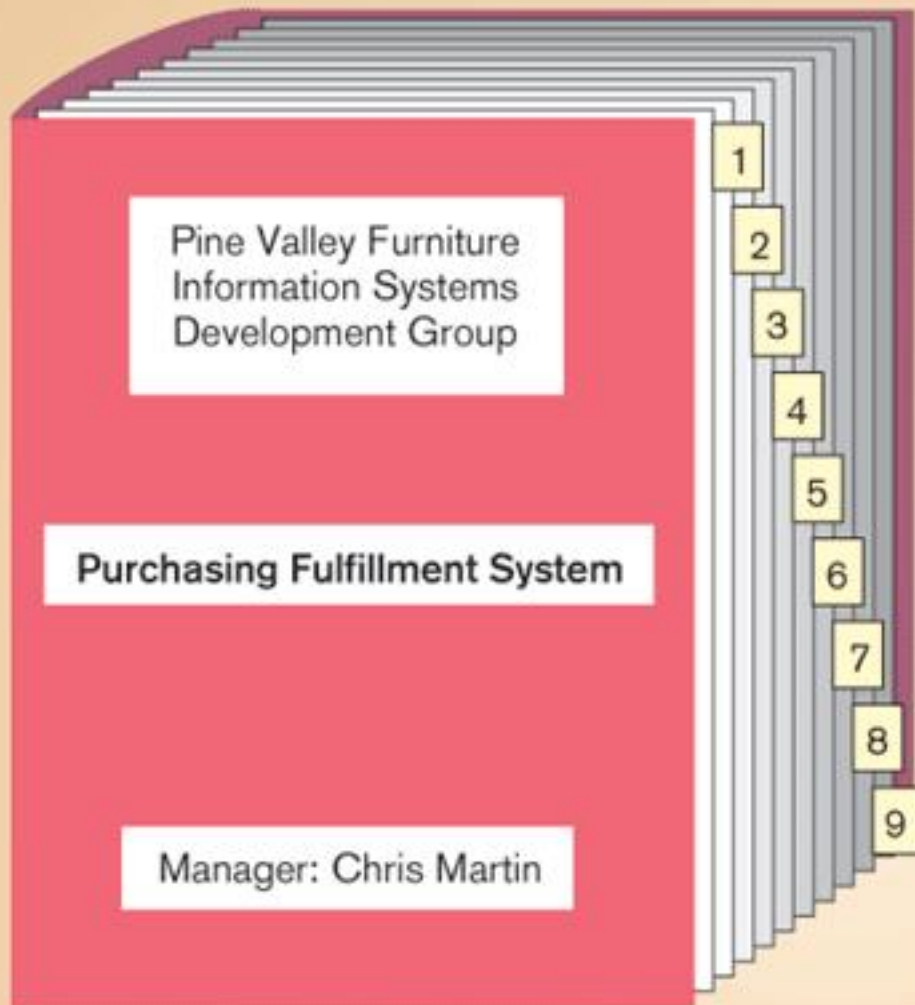 Pine Valley Furniture
Information Systems
Development Group
Purchasing Fulfillment System
Manager: Chris Martin
1
2
3
4
5
6
7
8
9